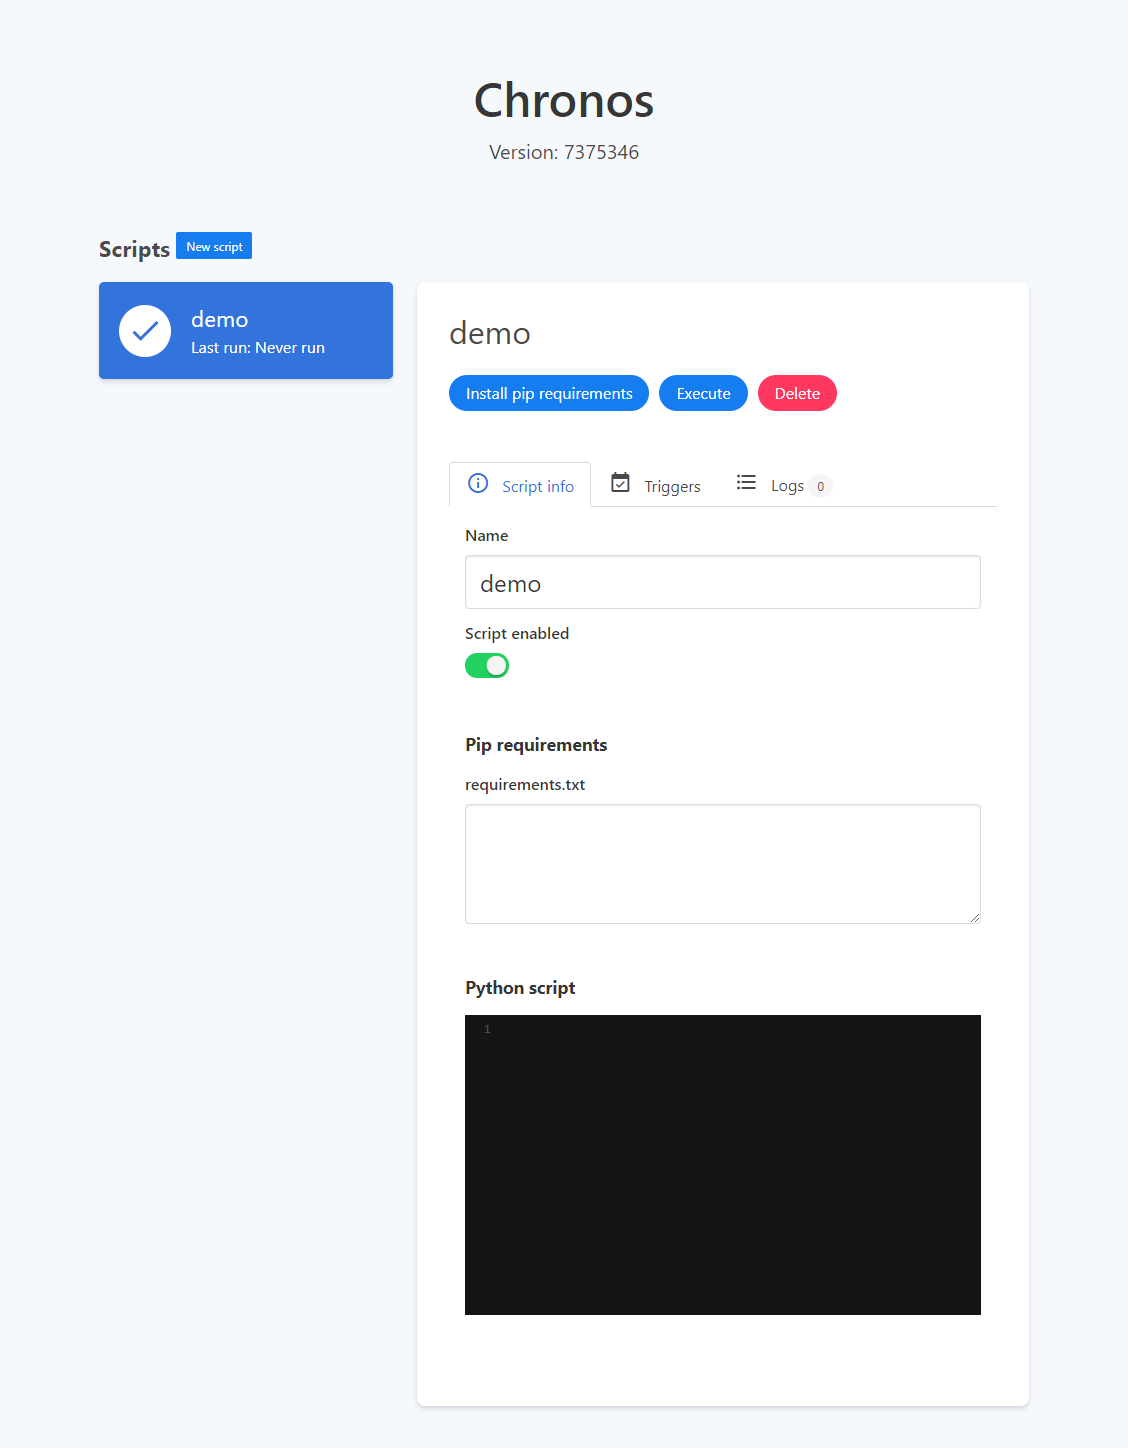 Chronos
Version: 7375346
Scripts New script
demo
Last run: Never run
demo
Install pip requirements Execute Delete
Script info Triggers Logs 0
Name
demo
Script enabled
Pip requirements
requirements.txt
Python script
1